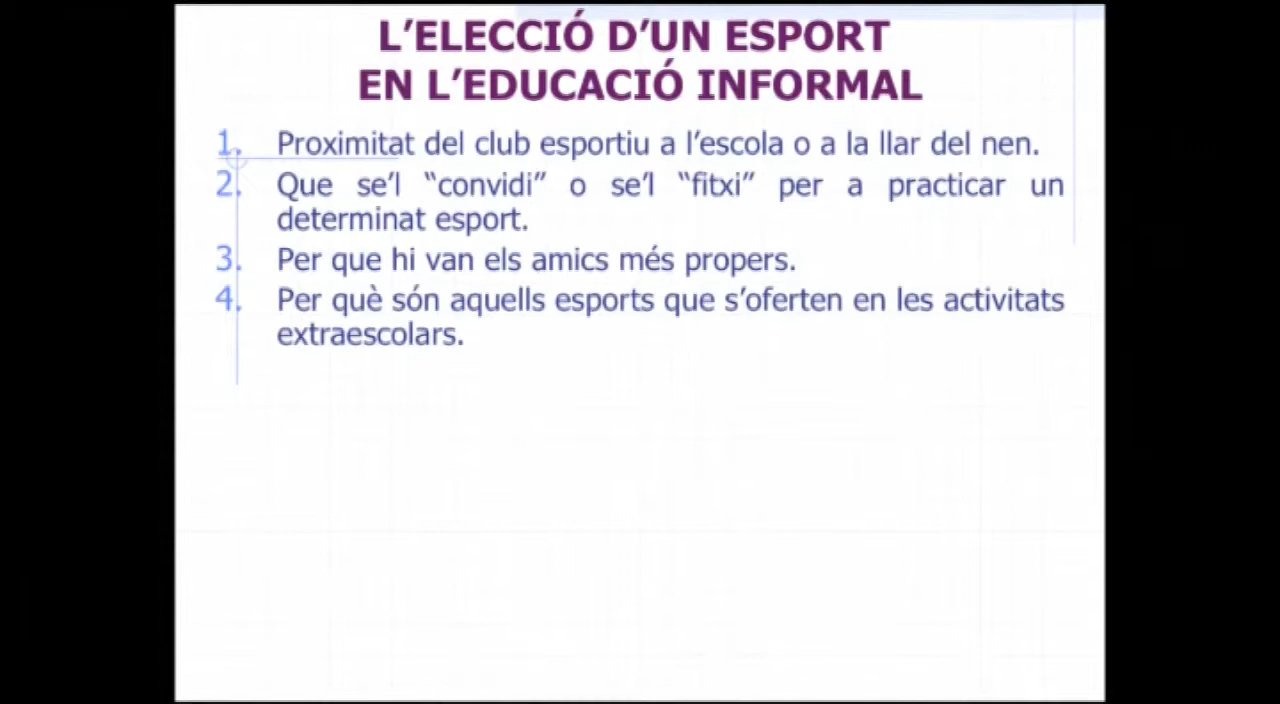 L’ELECCIÓ D’UN ESPORT
EN L’EDUCACIÓ INFORMAL
1. Proximitat del club esportiu a l’escola o a la llar del nen.
2. Que se’l “convidi” o se’l “fitxi” per a practicar un
determinat esport.
3. Per que hi van els amics més propers.
4. Per què són aquells esports que s’oferten en les activitats
extraescolars.